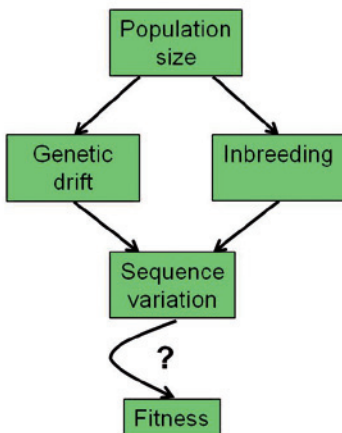 Population
size
Genetic
drift
Inbreeding
Sequence
variation
?
Fitness